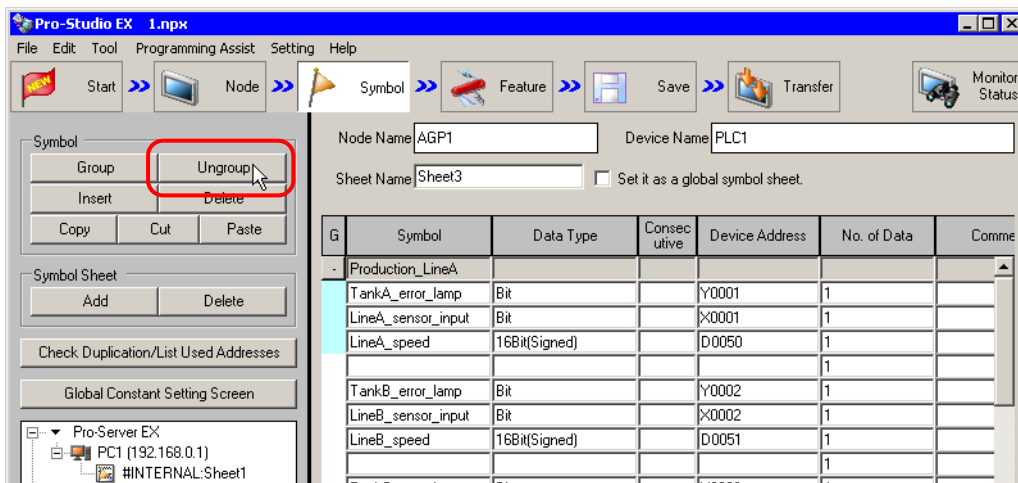 Pro-Studio EX 1.npx
File Edit Tool Programming Assist Setting Help
NEW Start Node Symbol Feature Save Transfer Monitor Status
Symbol
Group Ungroup
Insert Delete
Copy Cut Paste
Symbol Sheet
Add Delete
Check Duplication/List Used Addresses
Global Constant Setting Screen
Pro-Server EX
PC1 (192.168.0.1)
#INTERNAL:Sheet1
Node Name AGP1 Device Name PLC1
Sheet Name Sheet3 Set it as a global symbol sheet.
G Symbol Data Type Consecutive Device Address No. of Data Comme
- Production_LineA
TankA_error_lamp Bit Y0001 1
LineA_sensor_input Bit X0001 1
LineA_speed 16Bit(Signed) D0050 1
1
TankB_error_lamp Bit Y0002 1
LineB_sensor_input Bit X0002 1
LineB_speed 16Bit(Signed) D0051 1
1